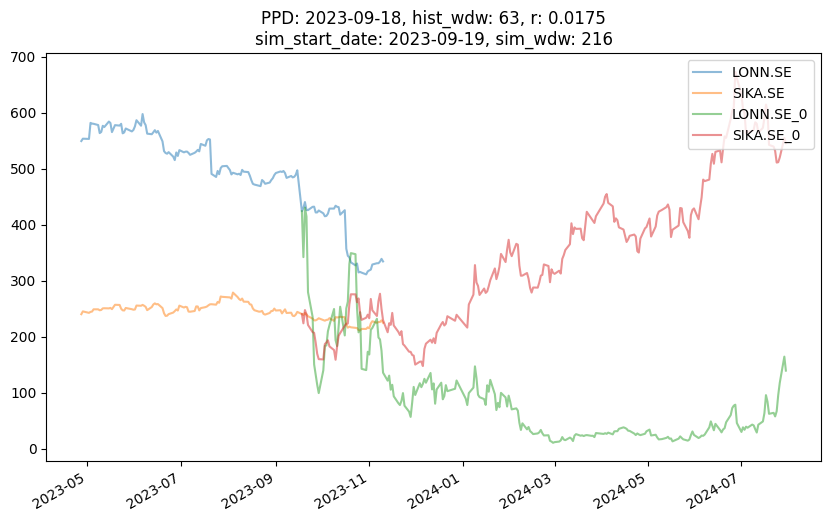 PPD: 2023-09-18, hist_wdw: 63, r: 0.0175
sim_start_date: 2023-09-19, sim_wdw: 216
700
600
500
400
300
200
100
0
LONN.SE
SIKA.SE
LONN.SE_0
SIKA.SE_0
2023-05
2023-07
2023-09
2023-11
2024-01
2024-03
2024-05
2024-07